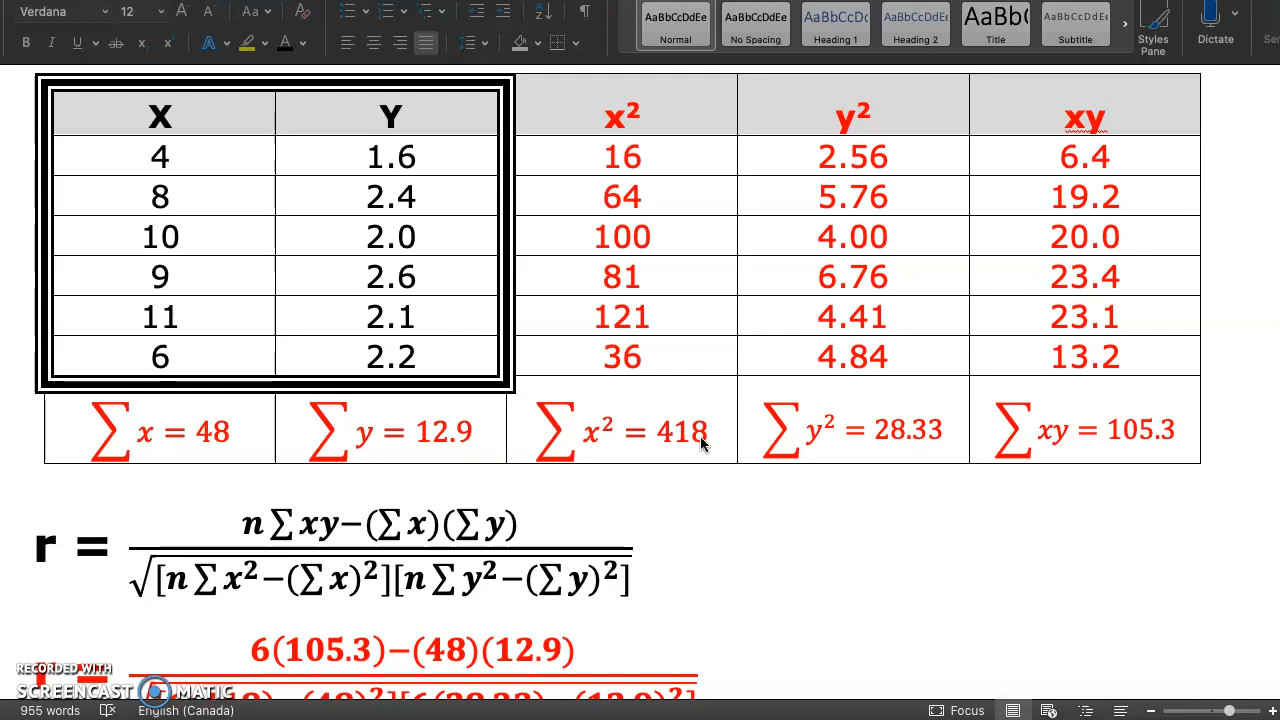 Verdana 12 Aa AaBbCcDdEe AaBbCcDdEe AaBbCcDc AaBbCcDdEe AaBb( AaBbCcDdEe
B I U ab x x A A Normal No Spacing Heading 1 Heading 2 Title Subtitle Styles Pane Dictate
X Y x² y² xy
4 1.6 16 2.56 6.4
8 2.4 64 5.76 19.2
10 2.0 100 4.00 20.0
9 2.6 81 6.76 23.4
11 2.1 121 4.41 23.1
6 2.2 36 4.84 13.2
∑ x = 48 ∑ y = 12.9 ∑ x² = 418 ∑ y² = 28.33 ∑ xy = 105.3
n ∑ xy−(∑ x)(∑ y)
r =
√[n ∑ x²−(∑ x)²][n ∑ y²−(∑ y)²]
6(105.3)−(48)(12.9)
RECORDED WITH
r =
SCREENCAST MATIC
955 words English (Canada) Focus